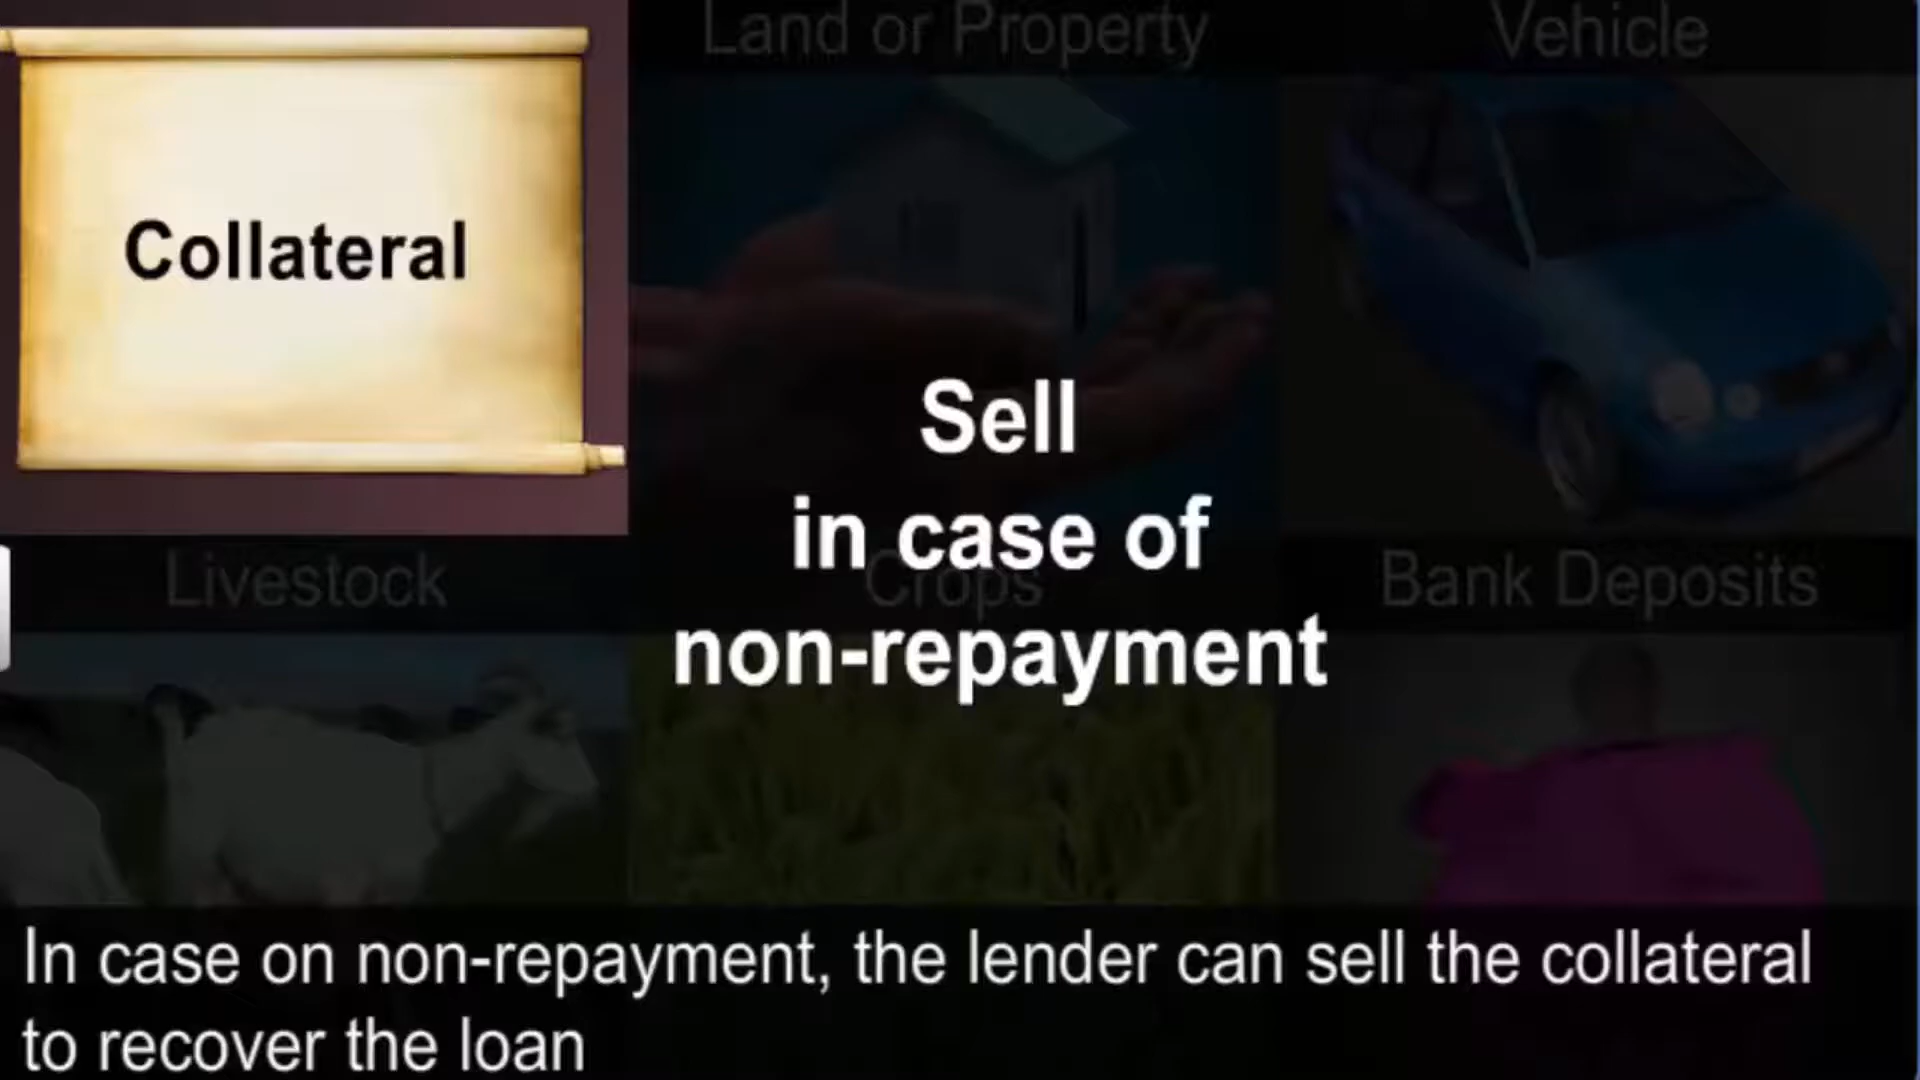 Collateral
Land or Property
Vehicle
Sell
in case of
non-repayment
Livestock
Crops
Bank Deposits
In case on non-repayment, the lender can sell the collateral
to recover the loan